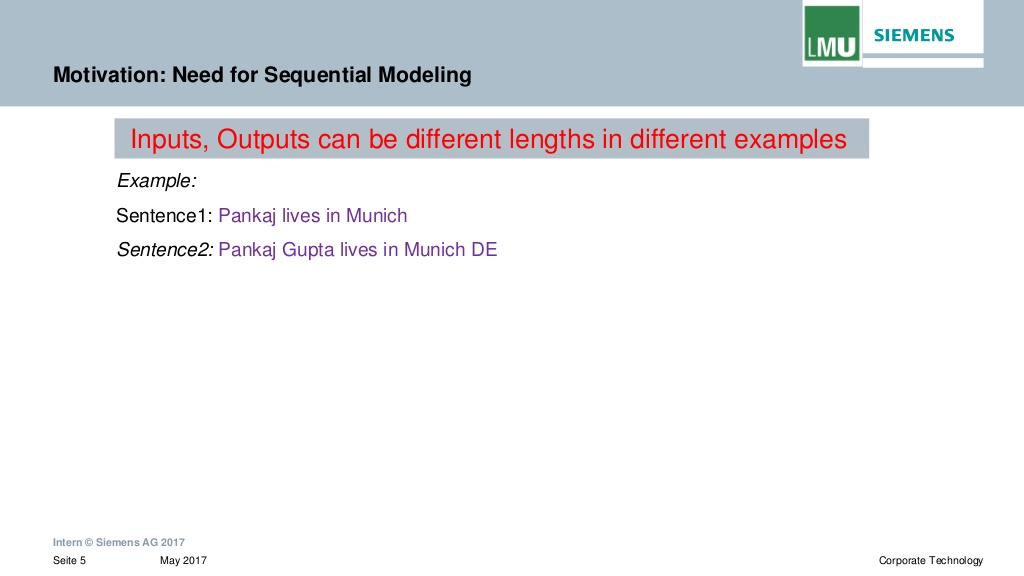 LMU
SIEMENS
Motivation: Need for Sequential Modeling
Inputs, Outputs can be different lengths in different examples
Example:
Sentence1: Pankaj lives in Munich
Sentence2: Pankaj Gupta lives in Munich DE
Intern © Siemens AG 2017
Seite 5 May 2017 Corporate Technology